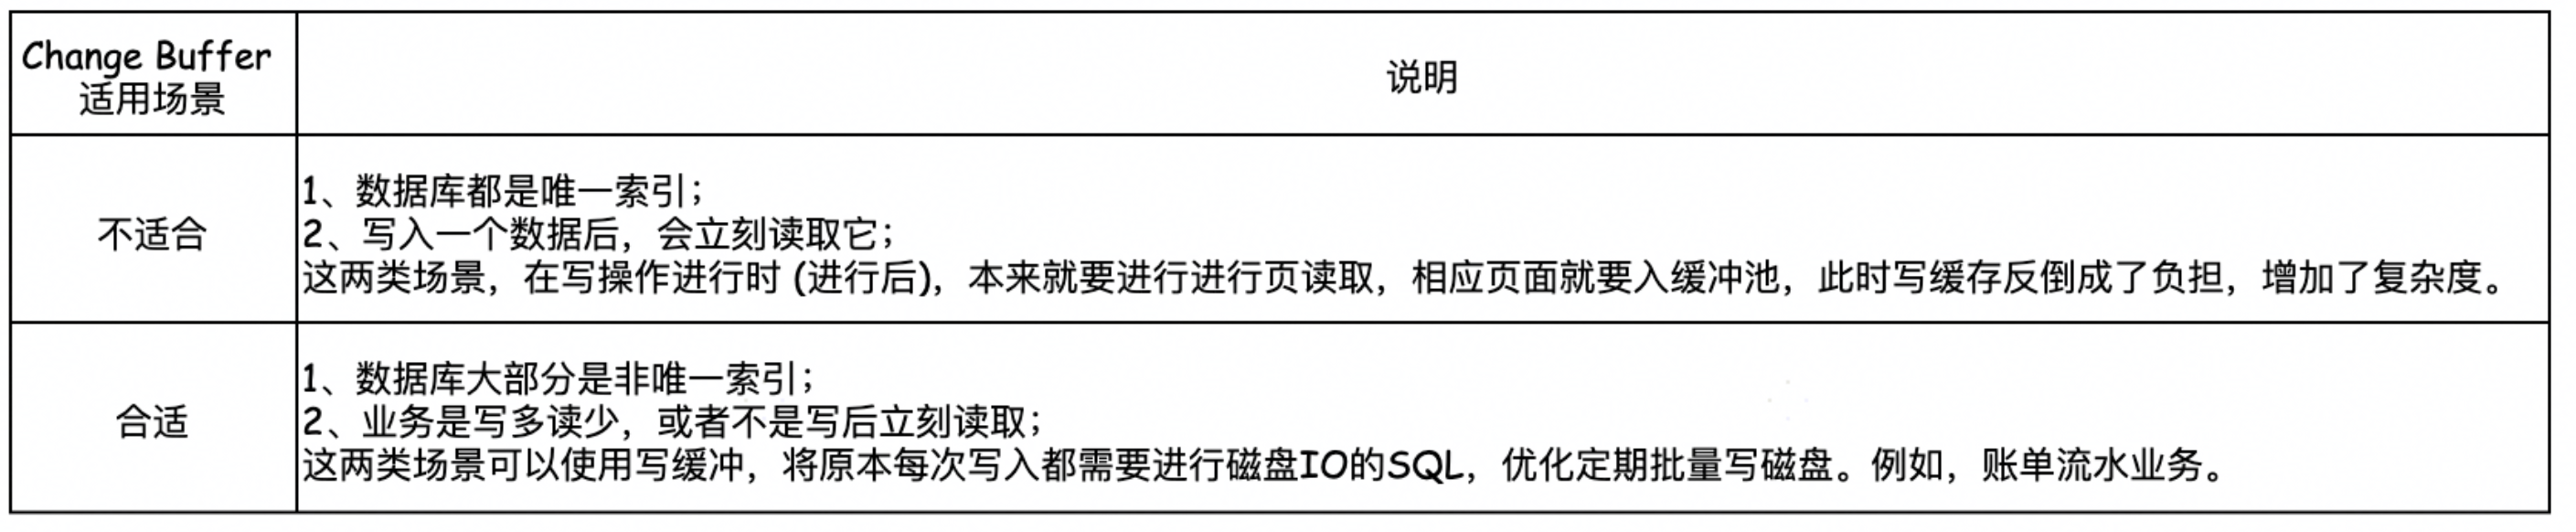 Change Buffer
适用场景
说明
不适合
1、数据库都是唯一索引；
2、写入一个数据后，会立刻读取它；
这两类场景，在写操作进行时 (进行后)，本来就要进行进行页读取，相应页面就要入缓冲池，此时写缓存反倒成了负担，增加了复杂度。
合适
1、数据库大部分是非唯一索引；
2、业务是写多读少，或者不是写后立刻读取；
这两类场景可以使用写缓冲，将原本每次写入都需要进行磁盘IO的SQL，优化定期批量写磁盘。例如，账单流水业务。